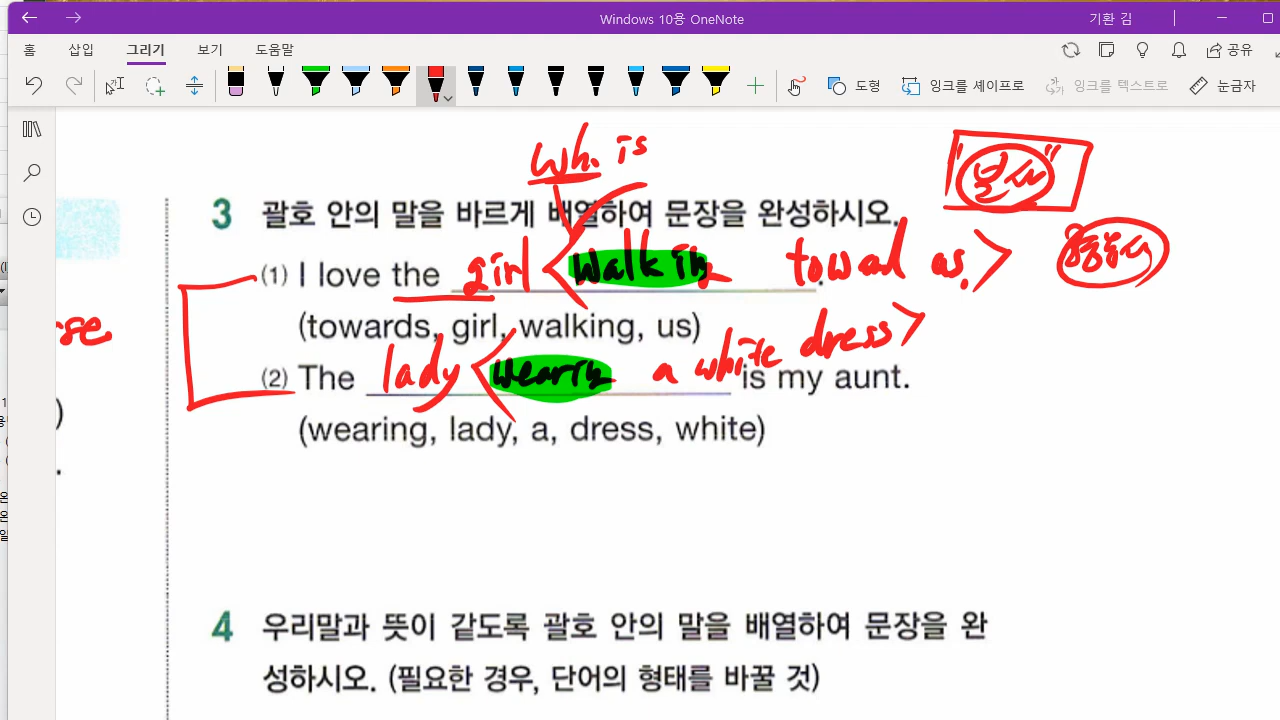 Windows 10용 OneNote
기환 김
홈 삽입 그리기 보기 도움말
공유
도형 잉크를 셰이프로 잉크를 텍스트로 눈금자
wh. is
"분사"
3 괄호 안의 말을 바르게 배열하여 문장을 완성하시오.
(1) I love the girl < walking toward us. >
(towards, girl, walking, us)
(2) The lady < wearing a white dress > is my aunt.
(wearing, lady, a, dress, white)
se
4 우리말과 뜻이 같도록 괄호 안의 말을 배열하여 문장을 완
성하시오. (필요한 경우, 단어의 형태를 바꿀 것)